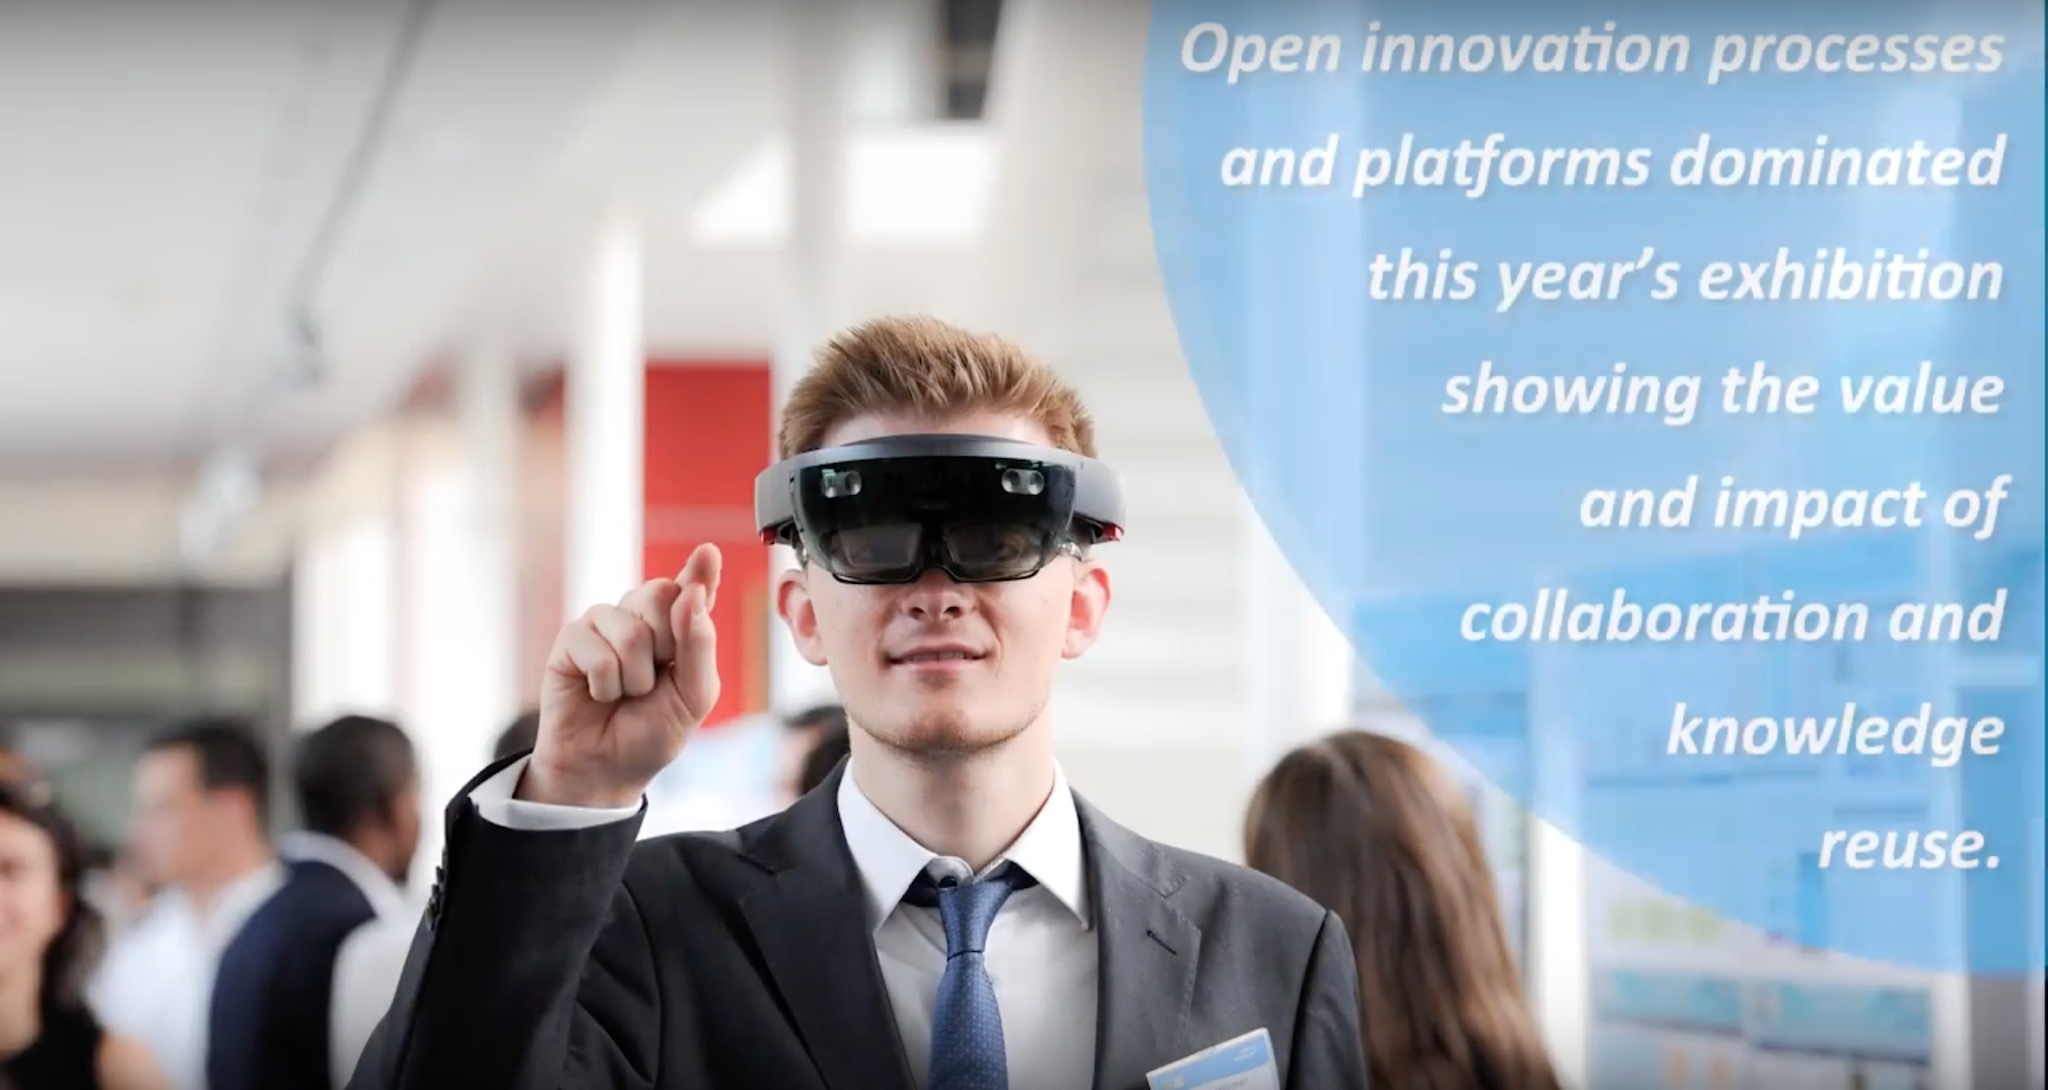 Open innovation processes
and platforms dominated
this year’s exhibition
showing the value
and impact of
collaboration and
knowledge
reuse.